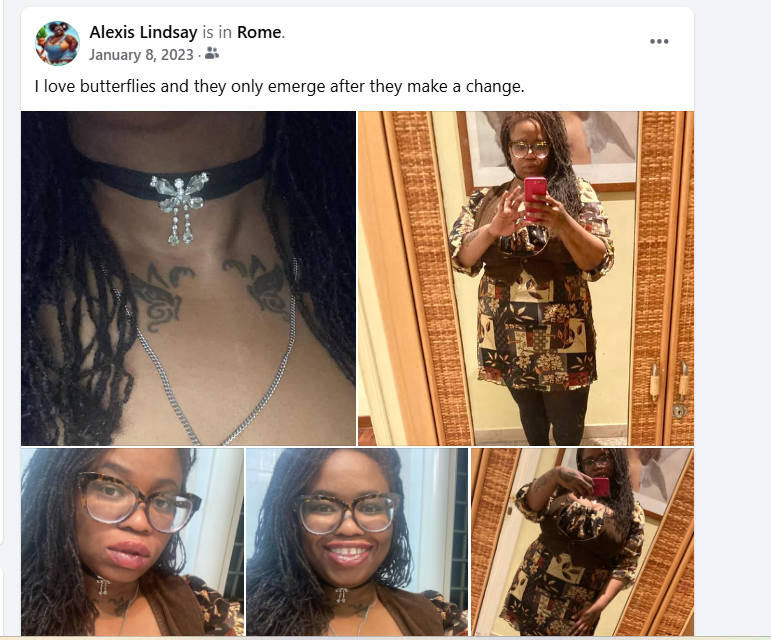 Alexis Lindsay is in Rome.
January 8, 2023 ·
I love butterflies and they only emerge after they make a change.